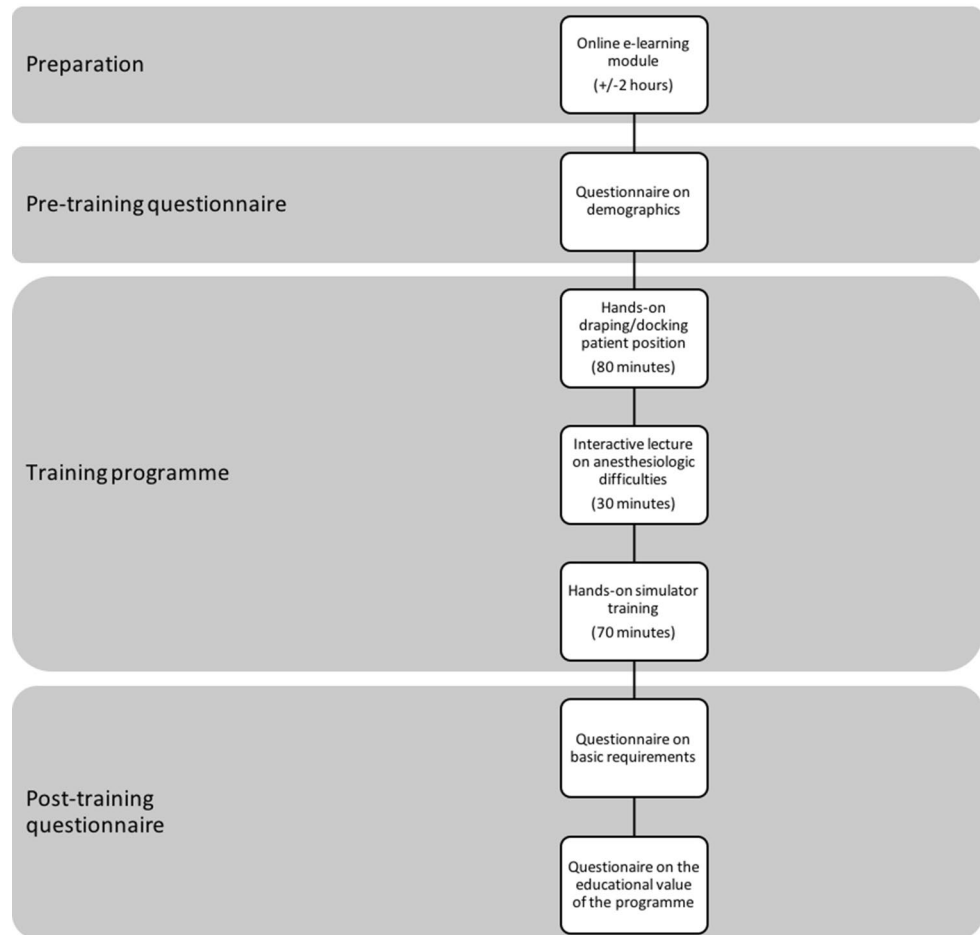 Preparation
Online e-learning
module
(+/-2 hours)
Pre-training questionnaire
Questionnaire on
demographics
Training programme
Hands-on
draping/docking
patient position
(80 minutes)
Interactive lecture
on anesthesiologic
difficulties
(30 minutes)
Hands-on simulator
training
(70 minutes)
Post-training
questionnaire
Questionnaire on
basic requirements
Questionaire on the
educational value
of the programme